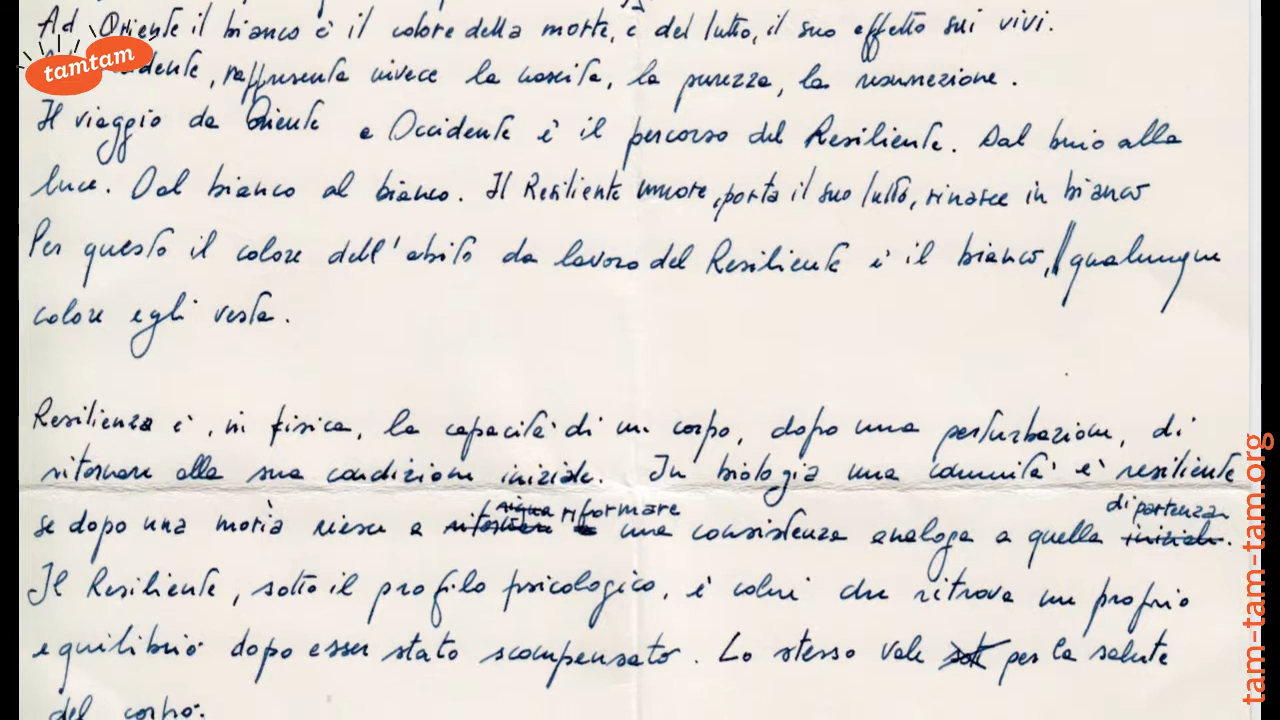 Ad Oriente il bianco è il colore della morte, e del lutto, il suo effetto sui vivi.
tamtam
rappresenta invece la nascita, la purezza, la resurrezione.
Il viaggio da Oriente a Occidente è il percorso del Resiliente. Dal buio alla
luce. Dal bianco al bianco. Il Resiliente muore, porta il suo lutto, rinasce in bianco
Per questo il colore dell'abito da lavoro del Resiliente è il bianco, qualunque
colore egli vesta.
Resilienza è, in fisica, la capacità di un corpo, dopo una perturbazione, di
ritornare alla sua condizione iniziale. In biologia una comunità è resiliente
riformare di partenza
se dopo una moria riesce a ritornare una consistenza analoga a quella iniziale.
Il Resiliente, sotto il profilo psicologico, è colui che ritrova un proprio
equilibrio dopo esser stato scompensato. Lo stesso vale per la salute
del corpo.
tam-tam-tam.org